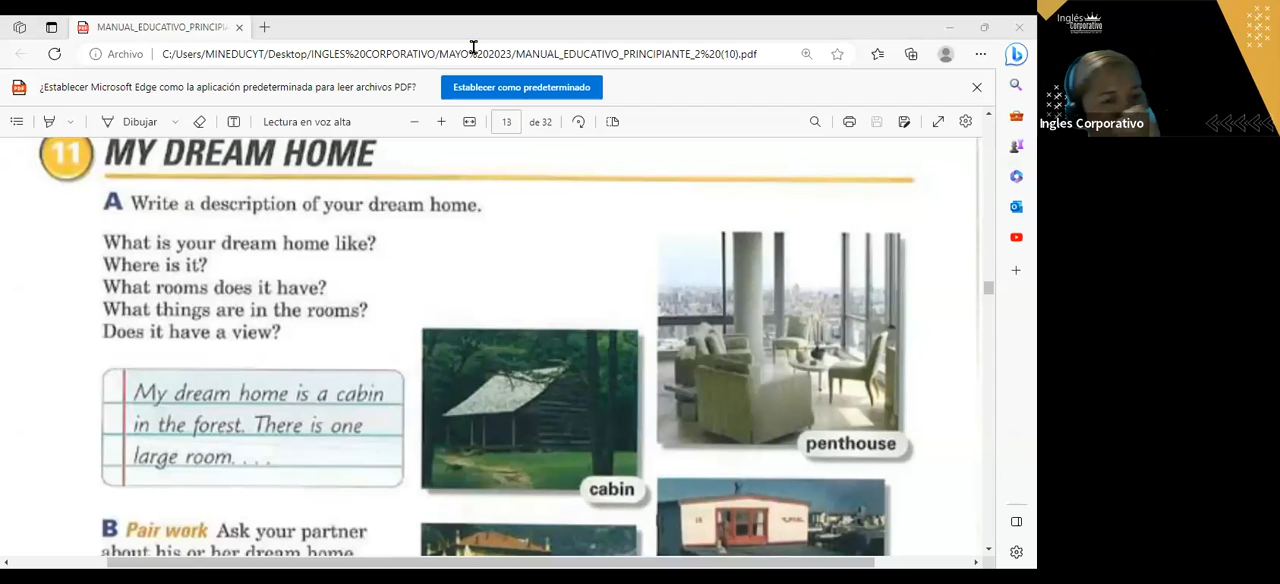 MANUAL_EDUCATIVO_PRINCIPI
Archivo
C:/Users/MINEDUCYT/Desktop/INGLES%20CORPORATIVO/MAYO%202023/MANUAL_EDUCATIVO_PRINCIPIANTE_2%20(10).pdf
¿Establecer Microsoft Edge como la aplicación predeterminada para leer archivos PDF?
Establecer como predeterminado
Dibujar
Lectura en voz alta
13
de 32
11 MY DREAM HOME
A Write a description of your dream home.
What is your dream home like?
Where is it?
What rooms does it have?
What things are in the rooms?
Does it have a view?
My dream home is a cabin
in the forest. There is one
large room. . . .
cabin
penthouse
B Pair work Ask your partner
about his or her dream home.
Inglés
Corporativo
Ingles Corporativo